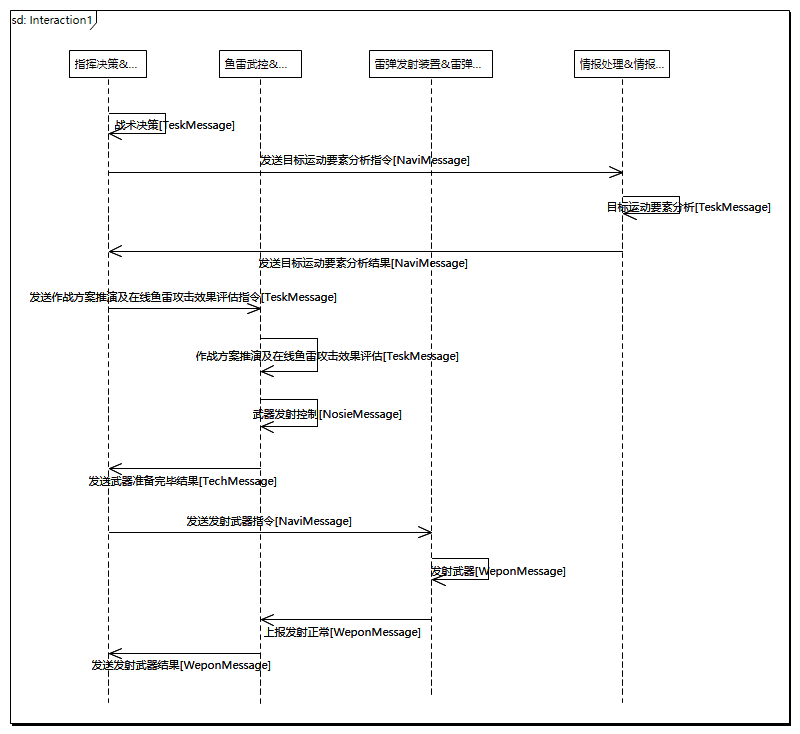 sd: Interaction1
指挥决策&...
鱼雷武控&...
雷弹发射装置&雷弹...
情报处理&情报...
战术决策[TeskMessage]
发送目标运动要素分析指令[NaviMessage]
目标运动要素分析[TeskMessage]
发送目标运动要素分析结果[NaviMessage]
发送作战方案推演及在线鱼雷攻击效果评估指令[TeskMessage]
作战方案推演及在线鱼雷攻击效果评估[TeskMessage]
武器发射控制[NosieMessage]
发送武器准备完毕结果[TechMessage]
发送发射武器指令[NaviMessage]
发射武器[WeponMessage]
上报发射正常[WeponMessage]
发送发射武器结果[WeponMessage]